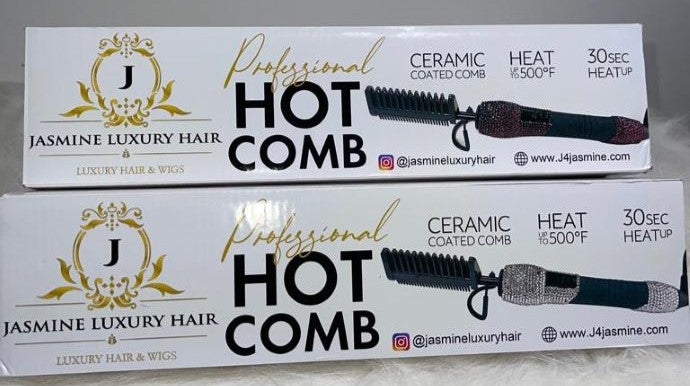 J
JASMINE LUXURY HAIR
LUXURY HAIR & WIGS
Professional
HOT
COMB
CERAMIC
COATED COMB
HEAT
UP TO 500°F
30SEC
HEATUP
@jasmineluxuryhair
www.J4jasmine.com
J
JASMINE LUXURY HAIR
LUXURY HAIR & WIGS
Professional
HOT
COMB
CERAMIC
COATED COMB
HEAT
UP TO 500°F
30SEC
HEATUP
@jasmineluxuryhair
www.J4jasmine.com